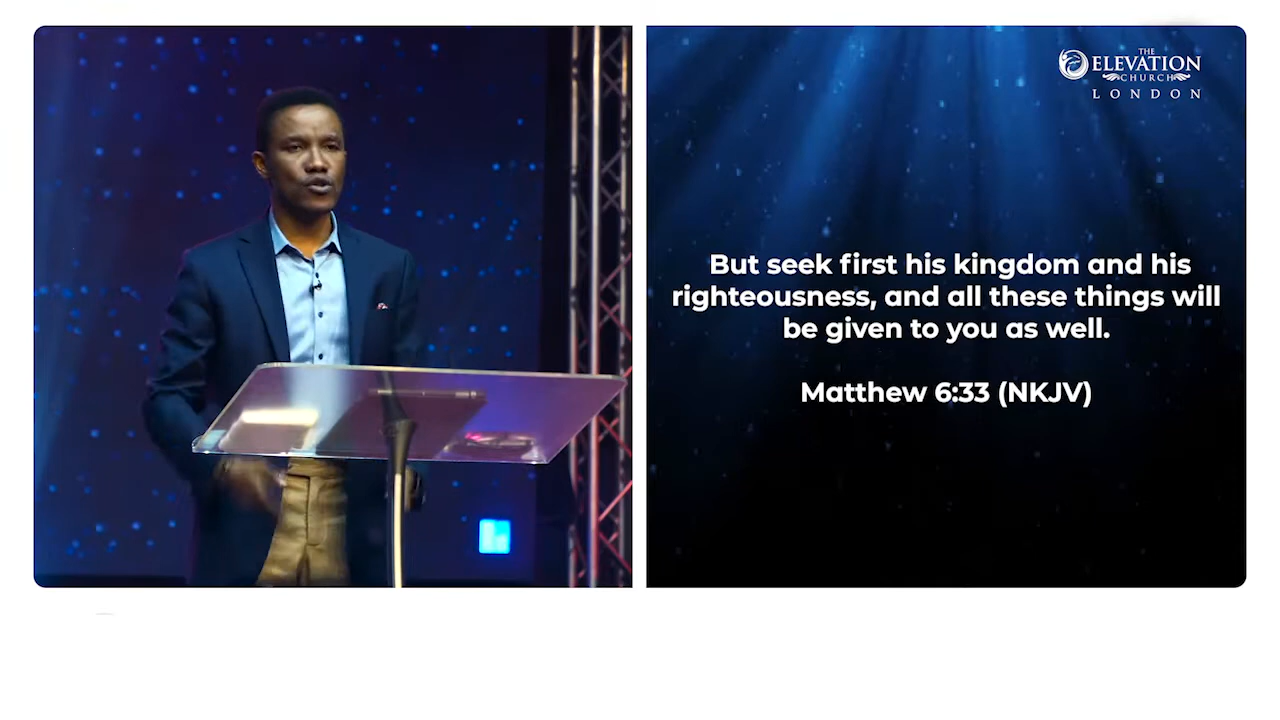 THE
ELEVATION
CHURCH
LONDON
But seek first his kingdom and his
righteousness, and all these things will
be given to you as well.
Matthew 6:33 (NKJV)